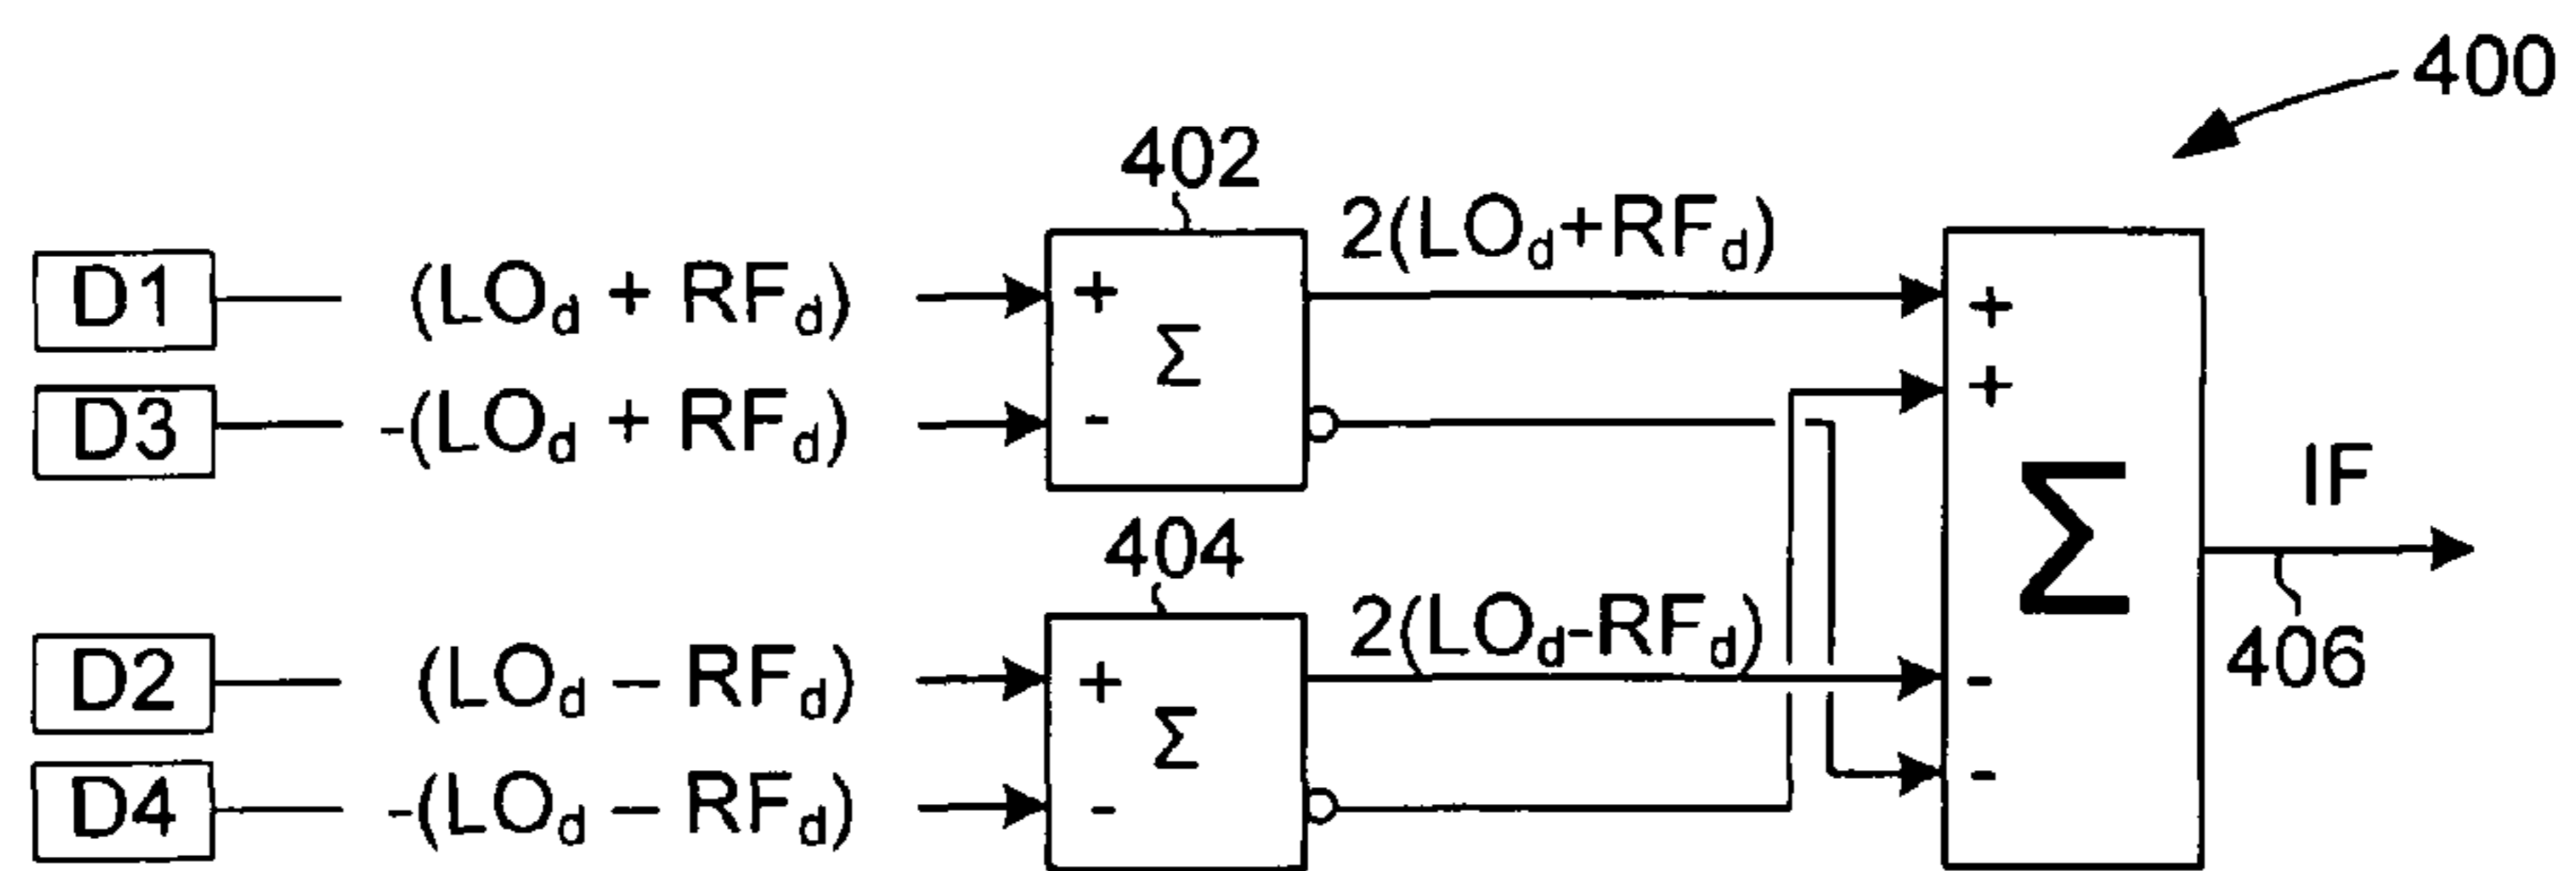 400
402
2(LOd+RFd)
D1 (LOd + RFd) + Σ +
D3 -(LOd + RFd) - +
Σ IF
404
2(LOd-RFd)
406
D2 (LOd – RFd) + Σ -
D4 -(LOd – RFd) - -